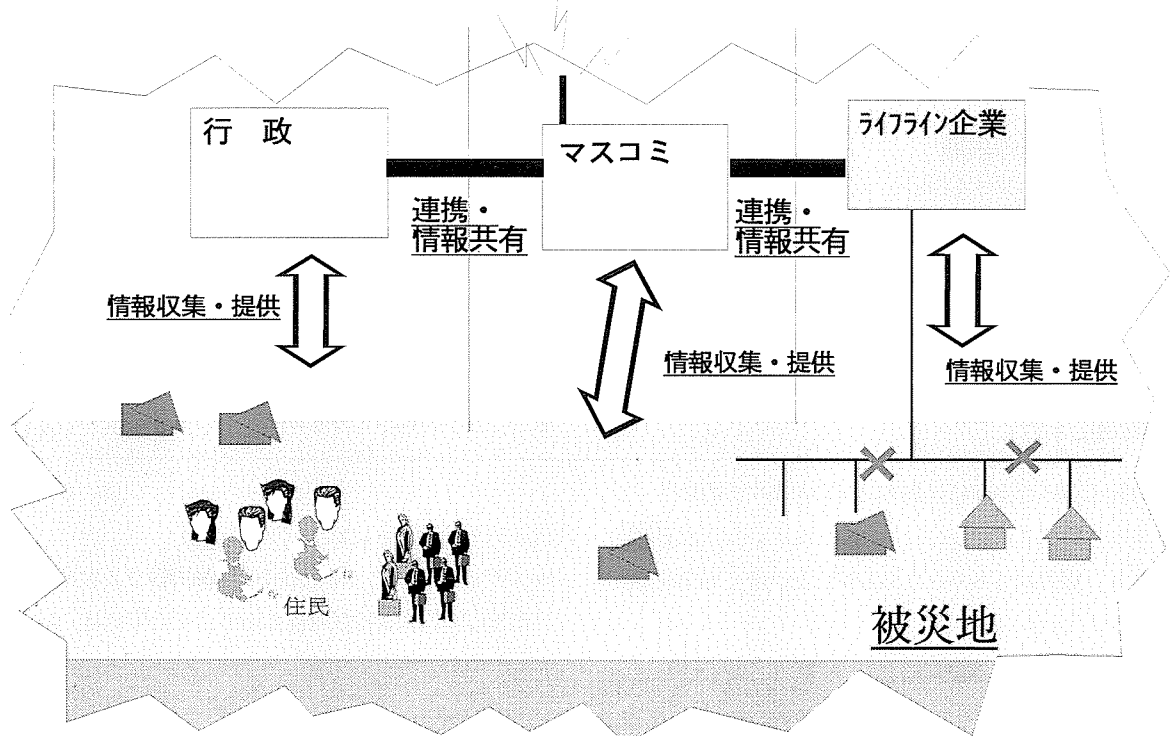 行　政
マスコミ
ﾗｲﾌﾗｲﾝ企業
連携・
情報共有
連携・
情報共有
情報収集・提供
情報収集・提供
情報収集・提供
住民
被災地